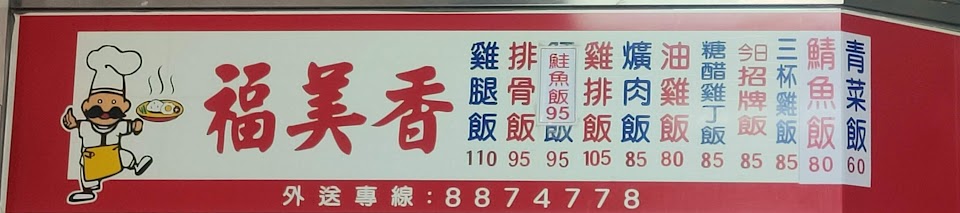 福美香
雞腿飯 110
排骨飯 95
鮭魚飯 95
飯 95
雞排飯 105
爌肉飯 85
油雞飯 80
糖醋雞丁飯 85
今日招牌飯 85
三杯雞飯 85
鯖魚飯 80
青菜飯 60
外送專線:8874778